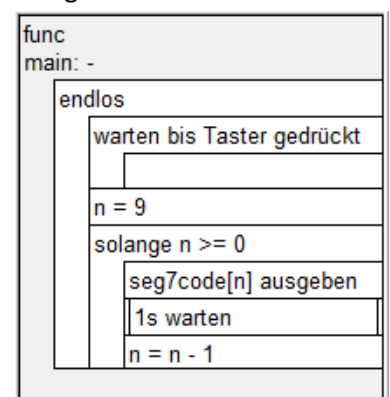 func
main: -
endlos
warten bis Taster gedrückt
n = 9
solange n >= 0
seg7code[n] ausgeben
1s warten
n = n - 1